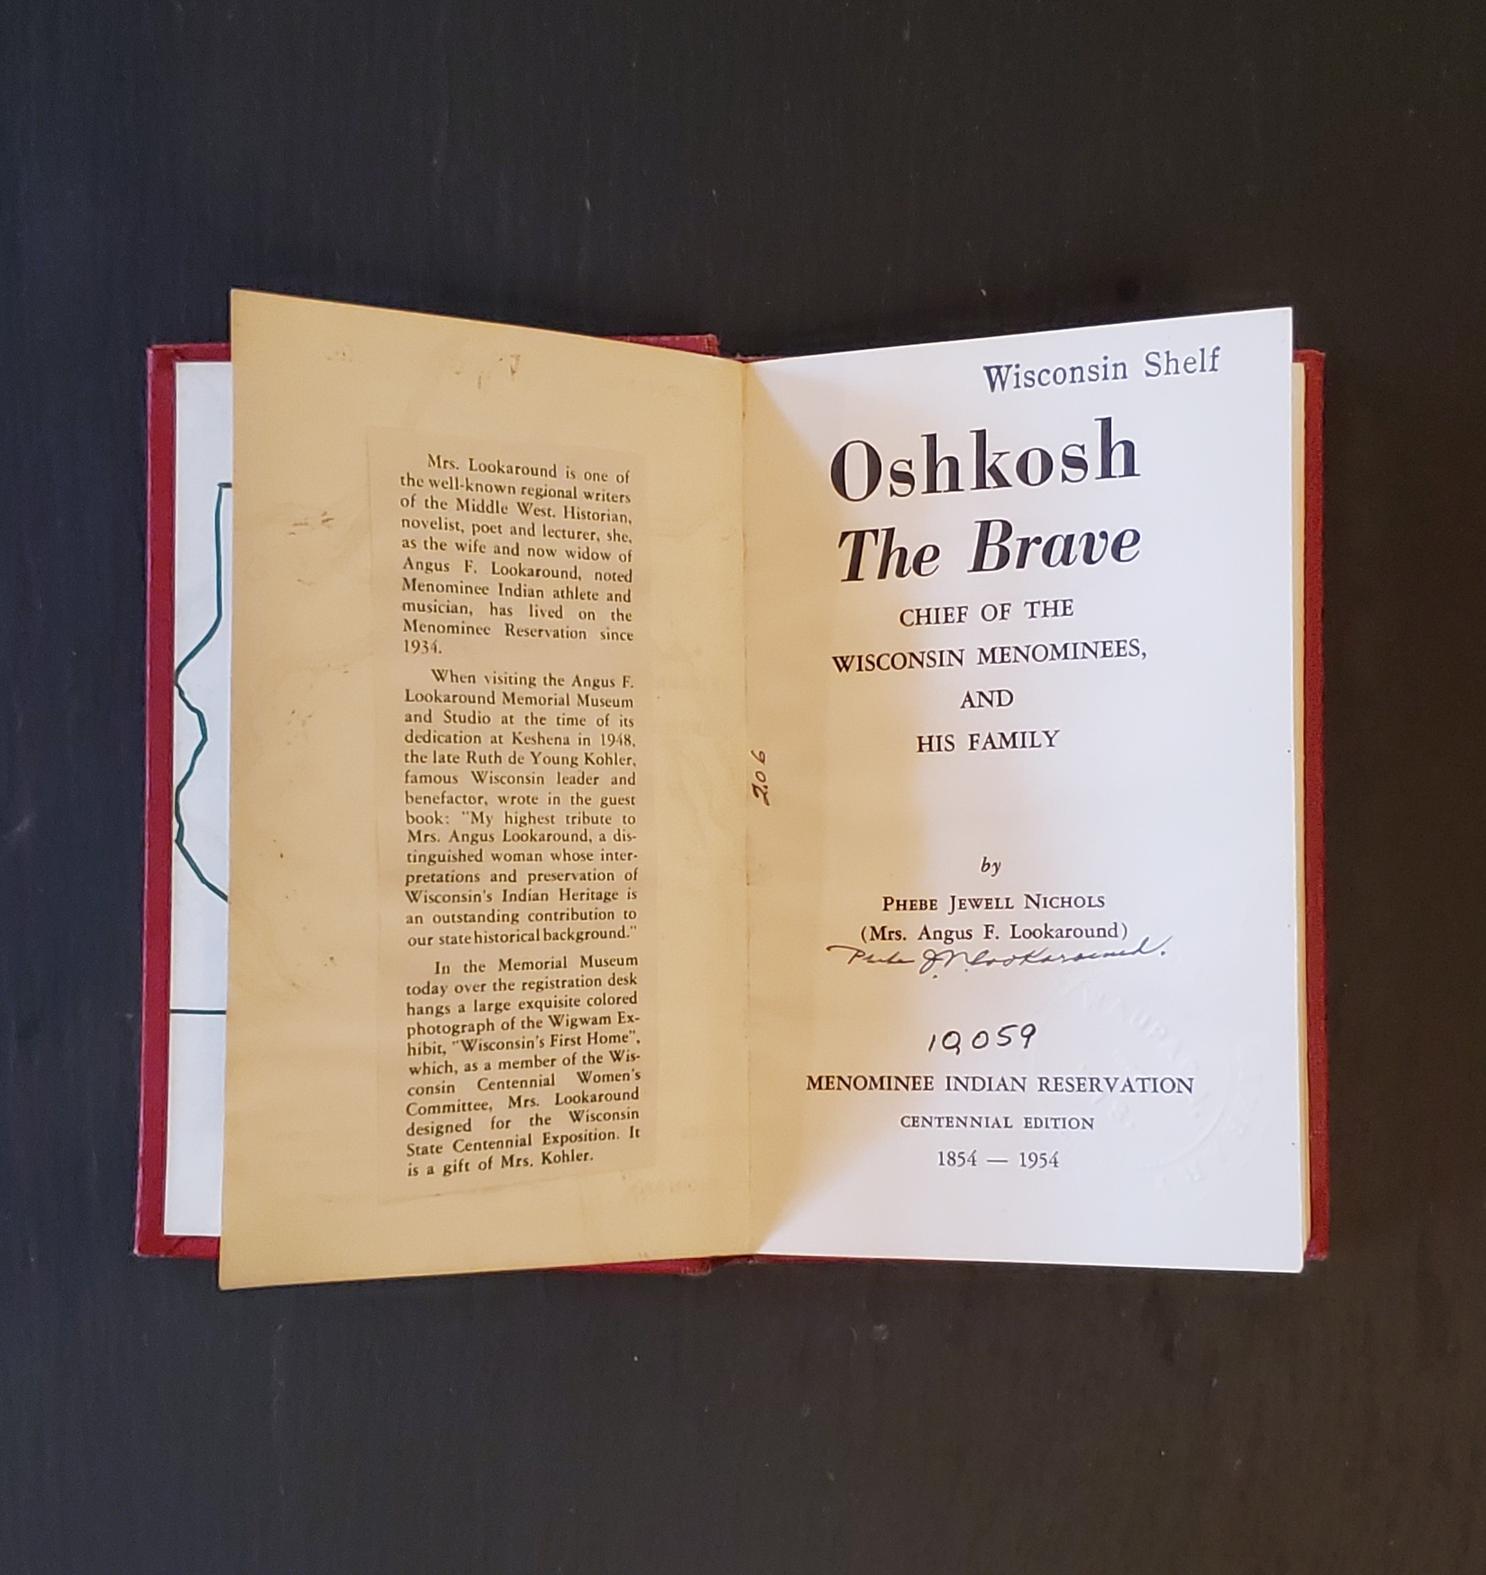 Mrs. Lookaround is one of
the well-known regional writers
of the Middle West. Historian,
novelist, poet and lecturer, she,
as the wife and now widow of
Angus F. Lookaround, noted
Menominee Indian athlete and
musician, has lived on the
Menominee Reservation since
1934.
When visiting the Angus F.
Lookaround Memorial Museum
and Studio at the time of its
dedication at Keshena in 1948,
the late Ruth de Young Kohler,
famous Wisconsin leader and
benefactor, wrote in the guest
book: "My highest tribute to
Mrs. Angus Lookaround, a dis-
tinguished woman whose inter-
pretations and preservation of
Wisconsin's Indian Heritage is
an outstanding contribution to
our state historical background."
In the Memorial Museum
today over the registration desk
hangs a large exquisite colored
photograph of the Wigwam Ex-
hibit, "Wisconsin's First Home",
which, as a member of the Wis-
consin Centennial Women's
Committee, Mrs. Lookaround
designed for the Wisconsin
State Centennial Exposition. It
is a gift of Mrs. Kohler.
206
Wisconsin Shelf
Oshkosh
The Brave
CHIEF OF THE
WISCONSIN MENOMINEES,
AND
HIS FAMILY
by
PHEBE JEWELL NICHOLS
(Mrs. Angus F. Lookaround)
Phebe J. N. Lookaround.
10,059
MENOMINEE INDIAN RESERVATION
CENTENNIAL EDITION
1854 — 1954